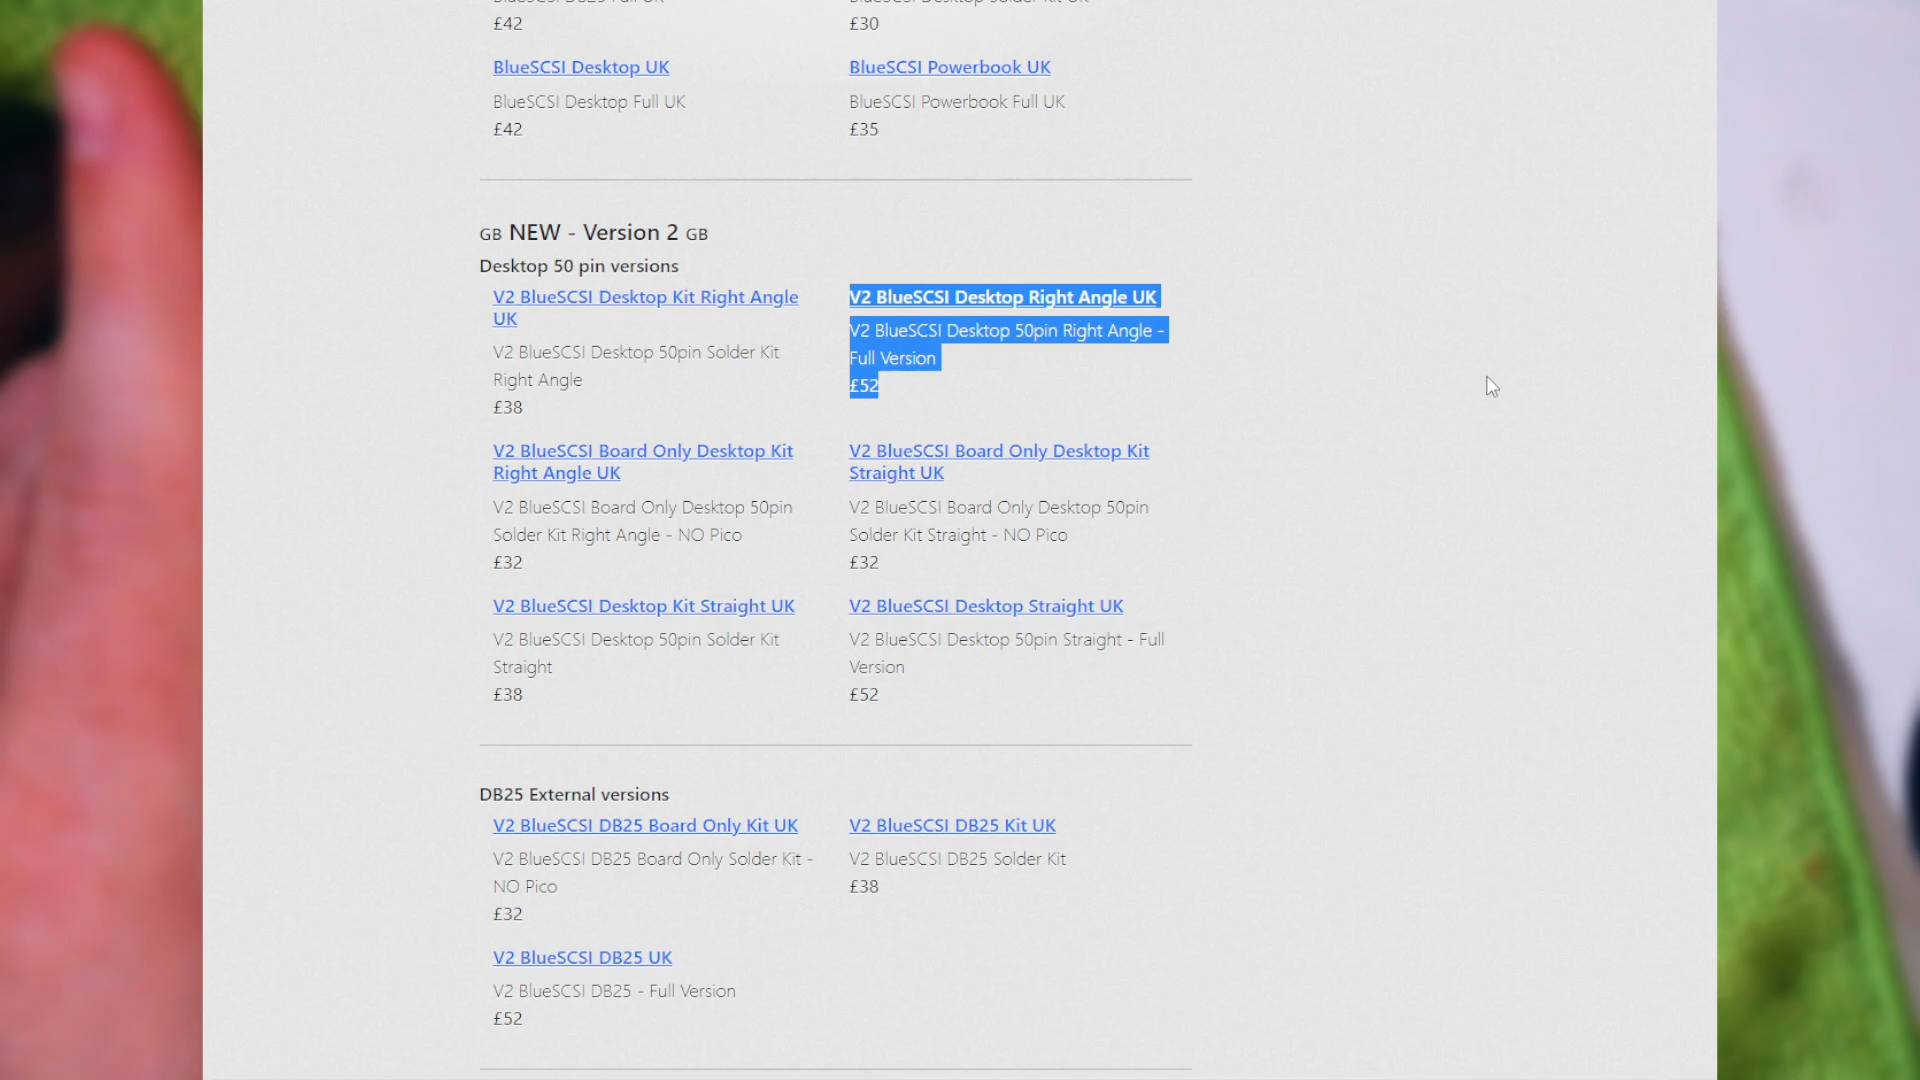 £42
£30
BlueSCSI Desktop UK
BlueSCSI Powerbook UK
BlueSCSI Desktop Full UK
BlueSCSI Powerbook Full UK
£42
£35
GB NEW - Version 2 GB
Desktop 50 pin versions
V2 BlueSCSI Desktop Kit Right Angle
UK
V2 BlueSCSI Desktop 50pin Solder Kit
Right Angle
£38
V2 BlueSCSI Desktop Right Angle UK
V2 BlueSCSI Desktop 50pin Right Angle -
Full Version
£52
V2 BlueSCSI Board Only Desktop Kit
Right Angle UK
V2 BlueSCSI Board Only Desktop 50pin
Solder Kit Right Angle - NO Pico
£32
V2 BlueSCSI Board Only Desktop Kit
Straight UK
V2 BlueSCSI Board Only Desktop 50pin
Solder Kit Straight - NO Pico
£32
V2 BlueSCSI Desktop Kit Straight UK
V2 BlueSCSI Desktop 50pin Solder Kit
Straight
£38
V2 BlueSCSI Desktop Straight UK
V2 BlueSCSI Desktop 50pin Straight - Full
Version
£52
DB25 External versions
V2 BlueSCSI DB25 Board Only Kit UK
V2 BlueSCSI DB25 Board Only Solder Kit -
NO Pico
£32
V2 BlueSCSI DB25 Kit UK
V2 BlueSCSI DB25 Solder Kit
£38
V2 BlueSCSI DB25 UK
V2 BlueSCSI DB25 - Full Version
£52